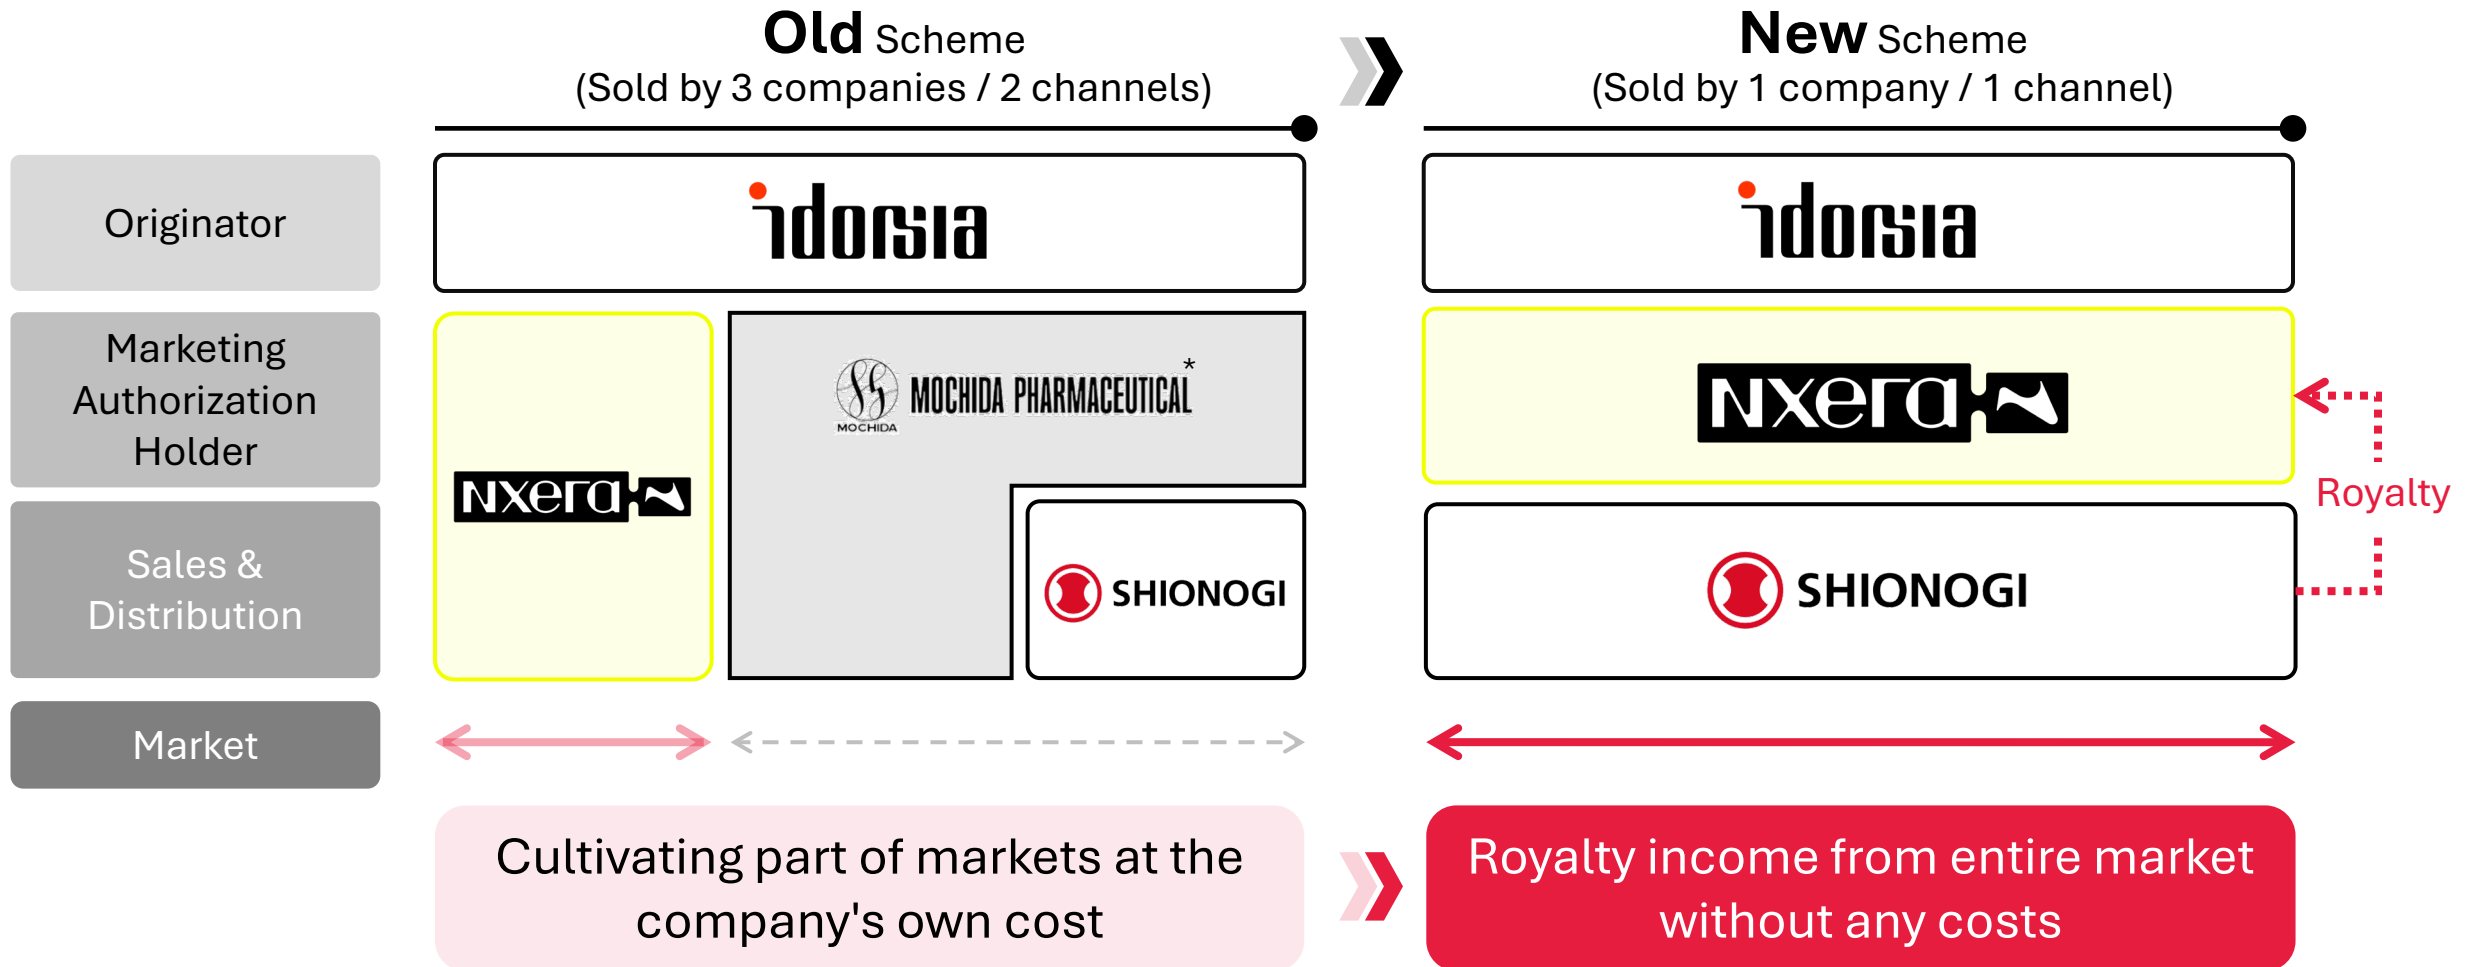 Old Scheme
(Sold by 3 companies / 2 channels)
New Scheme
(Sold by 1 company / 1 channel)
Originator
idorsia
idorsia
Marketing
Authorization
Holder
MOCHIDA PHARMACEUTICAL*
MOCHIDA
Nxera
Nxera
Royalty
Sales &
Distribution
SHIONOGI
SHIONOGI
Market
Cultivating part of markets at the
company's own cost
Royalty income from entire market
without any costs